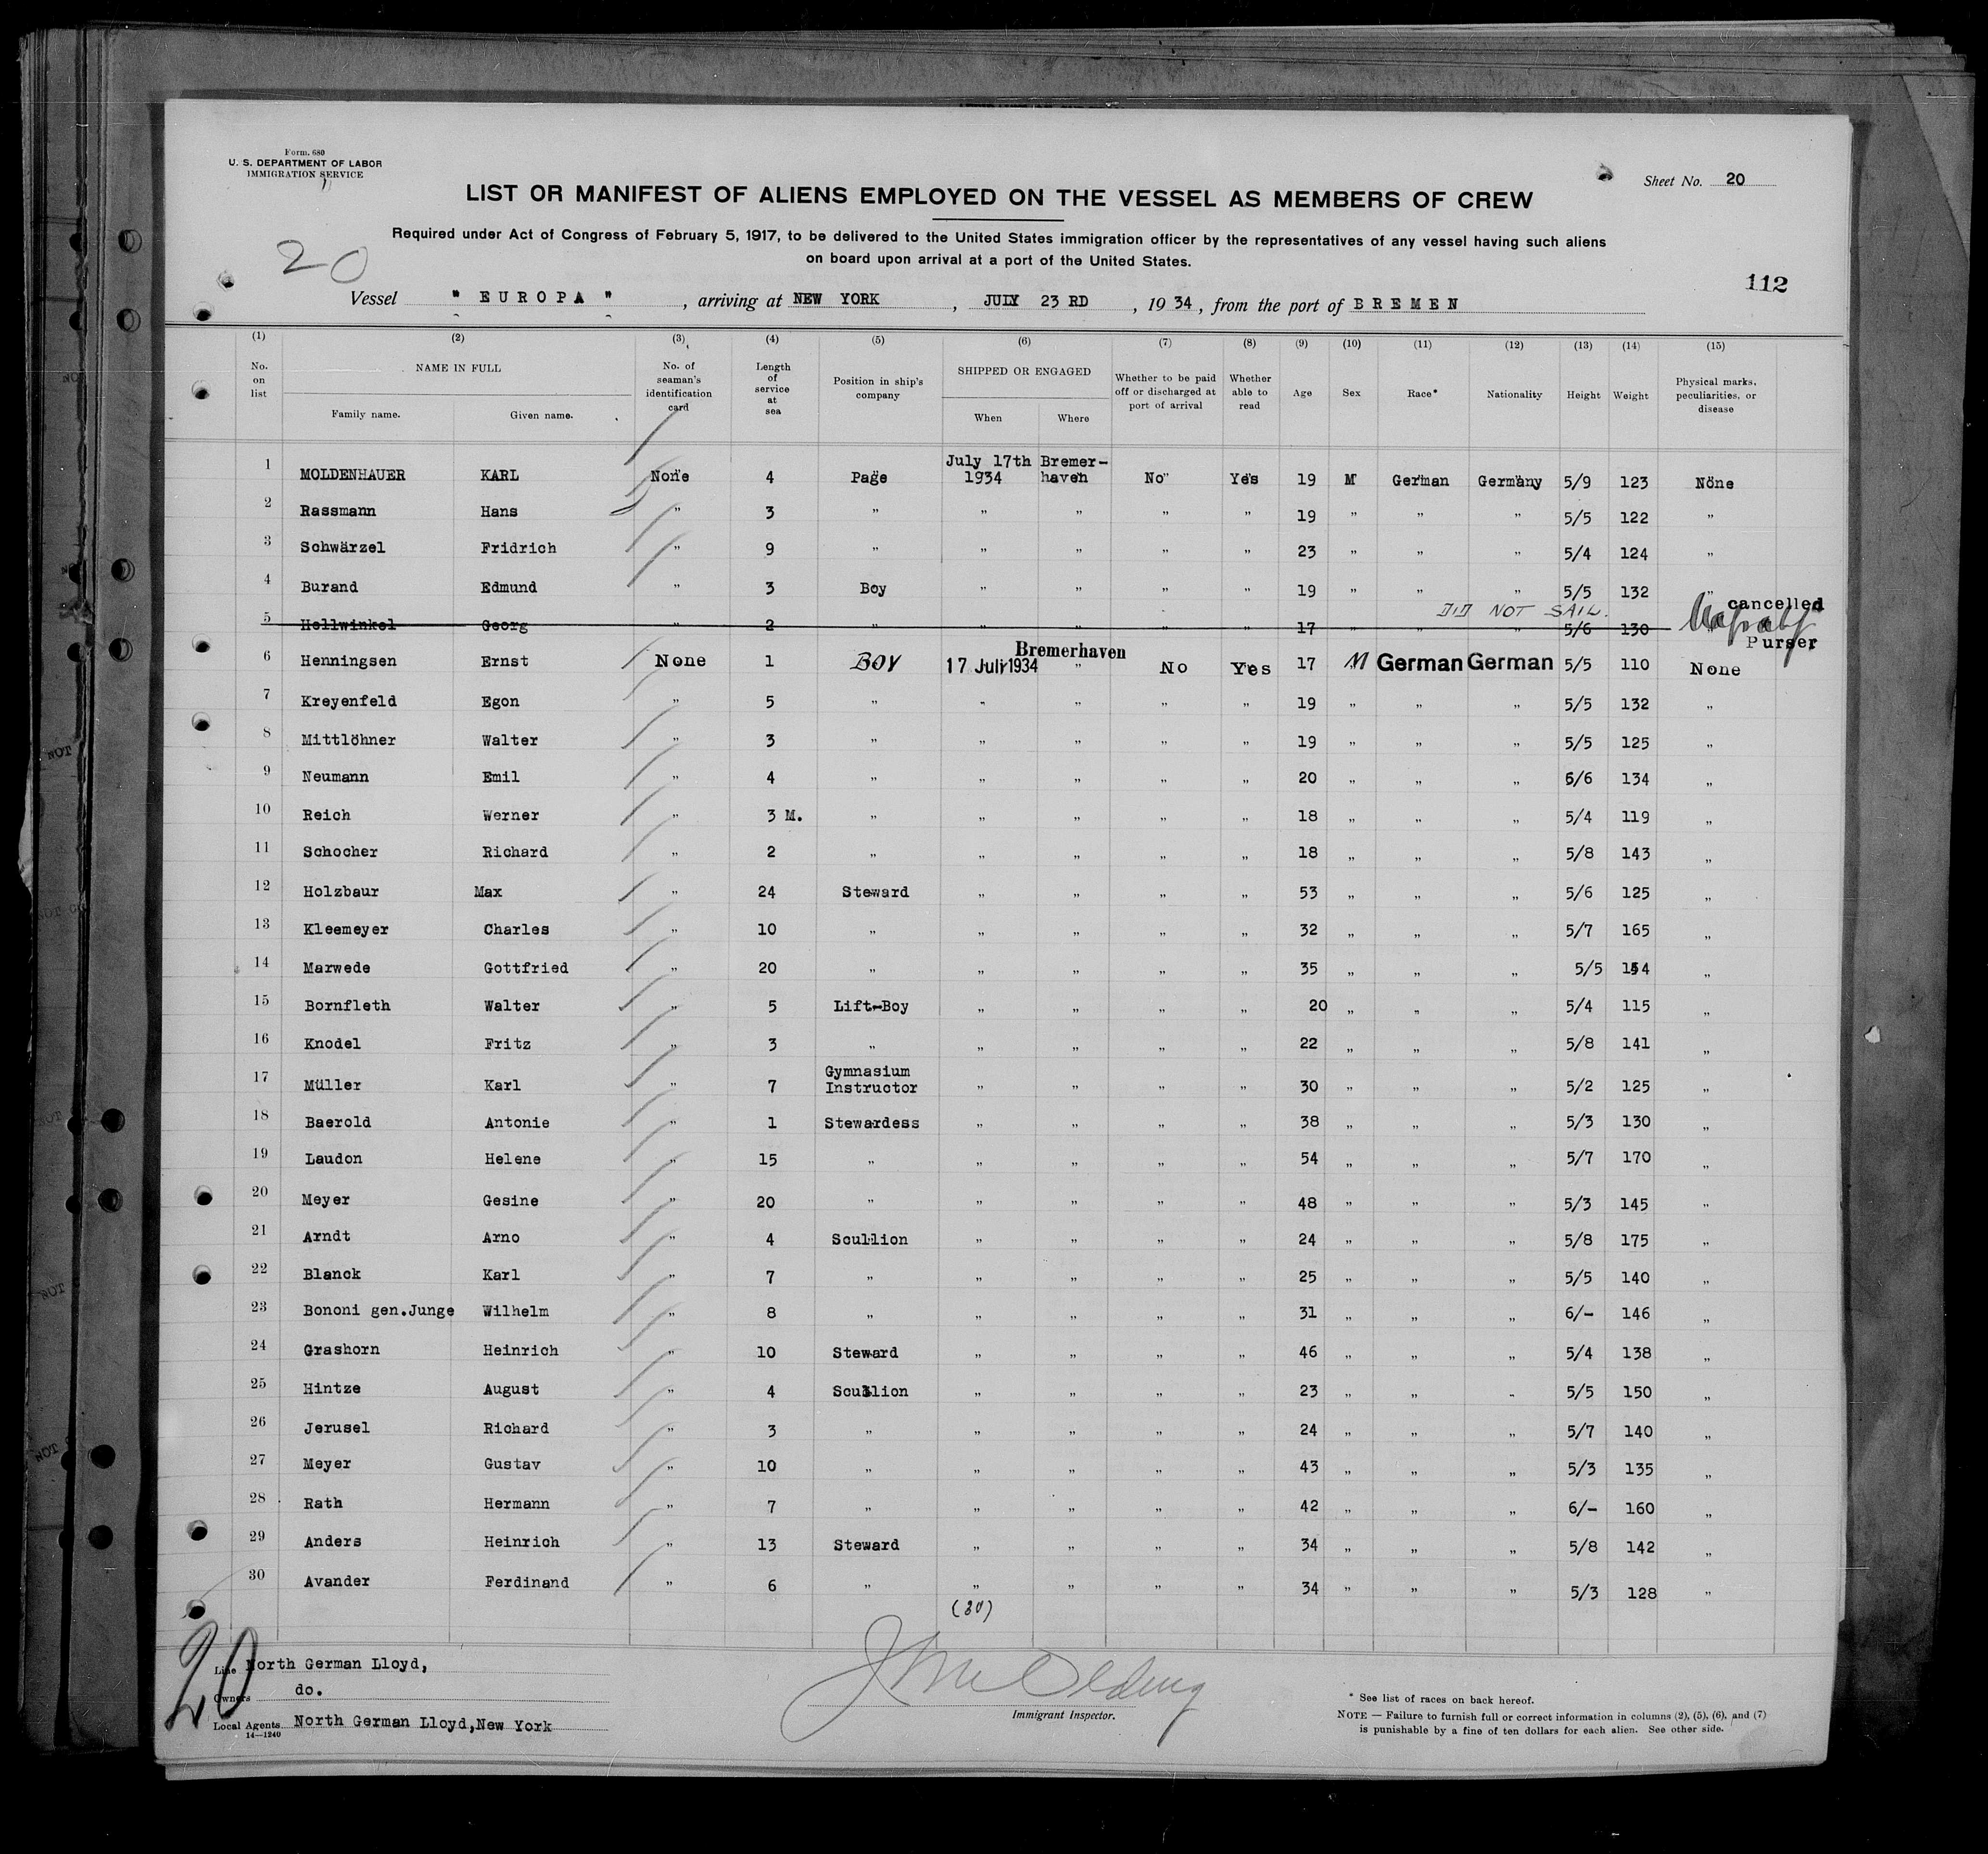 Form. 680
U. S. DEPARTMENT OF LABOR
IMMIGRATION SERVICE
Sheet No. 20
LIST OR MANIFEST OF ALIENS EMPLOYED ON THE VESSEL AS MEMBERS OF CREW
Required under Act of Congress of February 5, 1917, to be delivered to the United States immigration officer by the representatives of any vessel having such aliens
on board upon arrival at a port of the United States.
20
112
Vessel " EUROPA ", arriving at NEW YORK, JULY 23 RD, 1934, from the port of BREMEN
(1) (2) (3) (4) (5) (6) (7) (8) (9) (10) (11) (12) (13) (14) (15)
No. on list NAME IN FULL Family name. Given name. No. of seaman's identification card Length of service at sea Position in ship's company SHIPPED OR ENGAGED When Where Whether to be paid off or discharged at port of arrival Whether able to read Age Sex Race* Nationality Height Weight Physical marks, peculiarities, or disease
1 MOLDENHAUER KARL None 4 Page July 17th 1934 Bremer-haven No Yes 19 M German Germany 5/9 123 None
2 Rassmann Hans " 3 " " " " " 19 " " " 5/5 122 "
3 Schwärzel Fridrich " 9 " " " " " 23 " " " 5/4 124 "
4 Burand Edmund " 3 Boy " " " " 19 " " " 5/5 132 "
DID NOT SAIL. cancelled
5 Hellwinkel Georg " 2 " " " " " 17 " " " 5/6 130 "
Purser
6 Henningsen Ernst None 1 BOY 17 Juli 1934 Bremerhaven " No Yes 17 M German German 5/5 110 None
7 Kreyenfeld Egon " 5 " " " " " 19 " " " 5/5 132 "
8 Mittlöhner Walter " 3 " " " " " 19 " " " 5/5 125 "
9 Neumann Emil " 4 " " " " " 20 " " " 5/6 134 "
10 Reich Werner " 3 M. " " " " " 18 " " " 5/4 119 "
11 Schocher Richard " 2 " " " " " 18 " " " 5/8 143 "
12 Holzbaur Max " 24 Steward " " " " 53 " " " 5/6 125 "
13 Kleemeyer Charles " 10 " " " " " 32 " " " 5/7 165 "
14 Marwede Gottfried " 20 " " " " " 35 " " " 5/5 154 "
15 Bornfleth Walter " 5 Lift-Boy " " " " 20 " " " 5/4 115 "
16 Knodel Fritz " 3 " " " " " 22 " " " 5/8 141 "
17 Müller Karl " 7 Gymnasium Instructor " " " " 30 " " " 5/2 125 "
18 Baerold Antonie " 1 Stewardess " " " " 38 " " " 5/3 130 "
19 Laudon Helene " 15 " " " " " 54 " " " 5/7 170 "
20 Meyer Gesine " 20 " " " " " 48 " " " 5/3 145 "
21 Arndt Arno " 4 Scullion " " " " 24 " " " 5/8 175 "
22 Blanck Karl " 7 " " " " " 25 " " " 5/5 140 "
23 Bononi gen.Junge Wilhelm " 8 " " " " " 31 " " " 6/- 146 "
24 Grashorn Heinrich " 10 Steward " " " " 46 " " " 5/4 138 "
25 Hintze August " 4 Scullion " " " " 23 " " " 5/5 150 "
26 Jerusel Richard " 3 " " " " " 24 " " " 5/7 140 "
27 Meyer Gustav " 10 " " " " " 43 " " " 5/3 135 "
28 Rath Hermann " 7 " " " " " 42 " " " 6/- 160 "
29 Anders Heinrich " 13 Steward " " " " 34 " " " 5/8 142 "
30 Avander Ferdinand " 6 " " " " " 34 " " " 5/3 128 "
(30)
20
Line North German Lloyd,
Owners do.
Local Agents North German Lloyd, New York
14—1240
Immigrant Inspector.
* See list of races on back hereof.
NOTE — Failure to furnish full or correct information in columns (2), (5), (6), and (7)
is punishable by a fine of ten dollars for each alien. See other side.